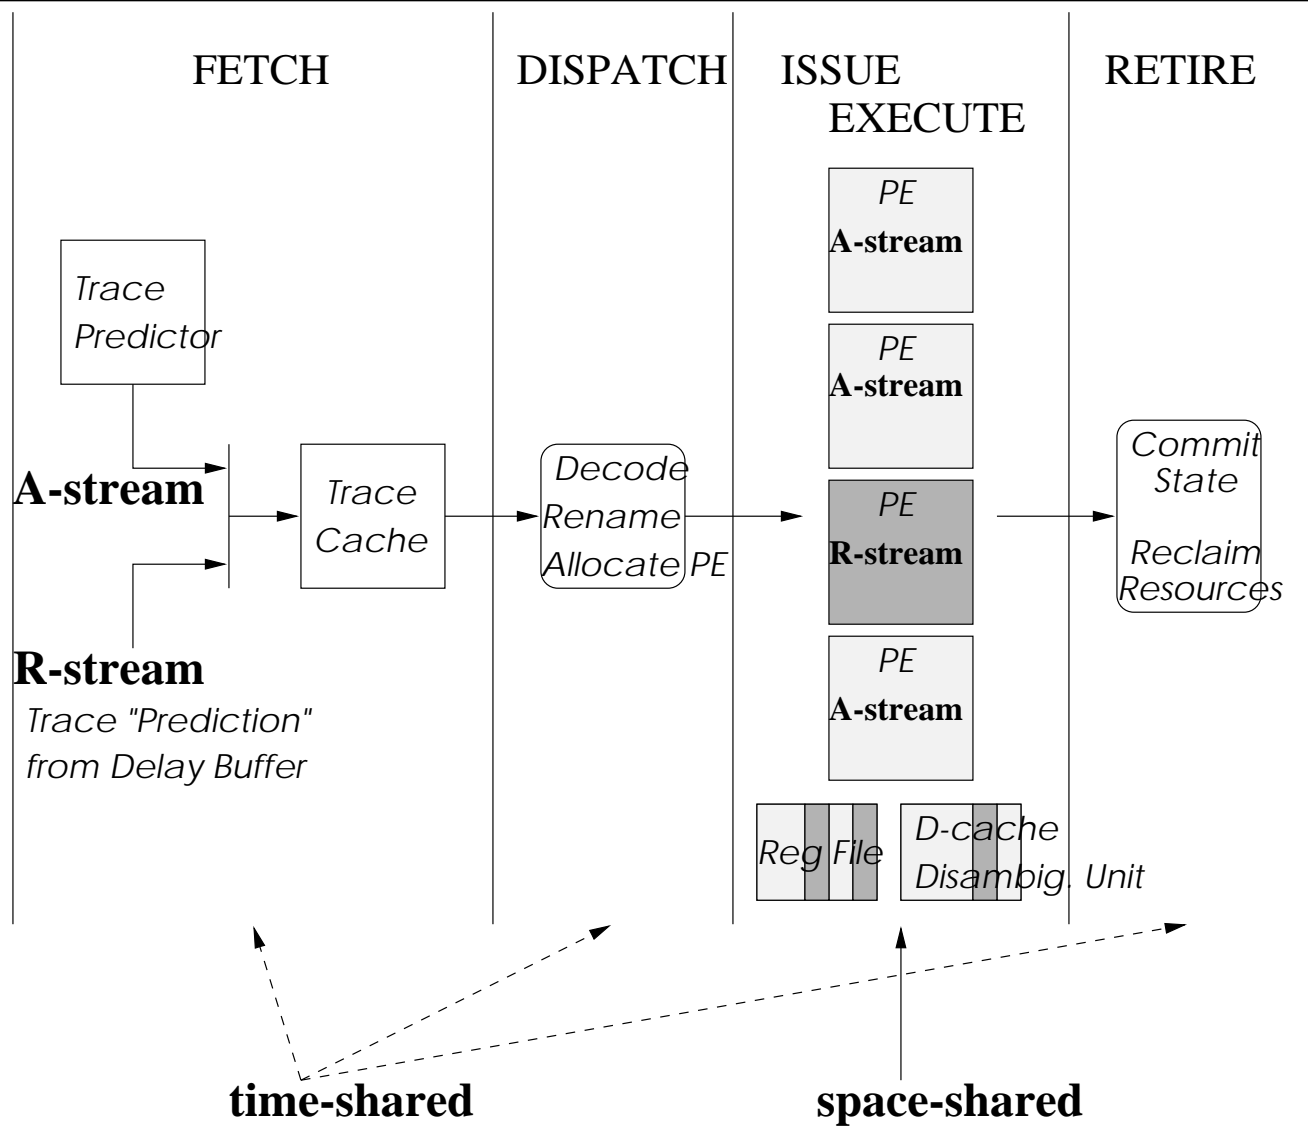 FETCH
DISPATCH
ISSUE
EXECUTE
RETIRE
Trace
Predictor
A-stream
R-stream
Trace "Prediction"
from Delay Buffer
Trace
Cache
Decode
Rename
Allocate PE
PE
A-stream
PE
A-stream
PE
R-stream
PE
A-stream
Reg File
D-cache
Disambig. Unit
Commit
State
Reclaim
Resources
time-shared
space-shared